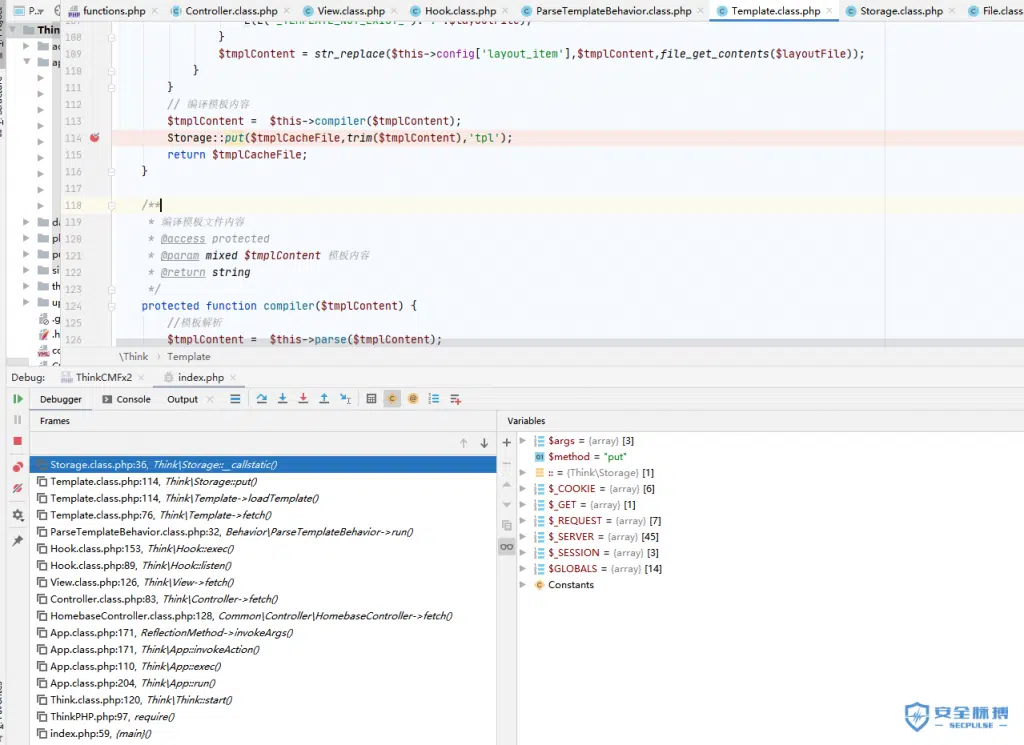 P.
functions.php
Controller.class.php
View.class.php
Hook.class.php
ParseTemplateBehavior.class.php
Template.class.php
Storage.class.php
File.class
Thin
108 }
109 $tmplContent = str_replace($this->config['layout_item'],$tmplContent,file_get_contents($layoutFile));
110 }
111 }
112 // 编译模板内容
113 $tmplContent =  $this->compiler($tmplContent);
114 Storage::put($tmplCacheFile,trim($tmplContent),'tpl');
115 return $tmplCacheFile;
116 }
117
118 /**
119 * 编译模板文件内容
120 * @access protected
121 * @param mixed $tmplContent 模板内容
122 * @return string
123 */
124 protected function compiler($tmplContent) {
125 //模板解析
126 $tmplContent =  $this->parse($tmplContent);
\Think › Template
Debug: ThinkCMFx2 index.php
Debugger Console Output
Frames
Storage.class.php:36, Think\Storage::__callstatic()
Template.class.php:114, Think\Storage::put()
Template.class.php:114, Think\Template->loadTemplate()
Template.class.php:76, Think\Template->fetch()
ParseTemplateBehavior.class.php:32, Behavior\ParseTemplateBehavior->run()
Hook.class.php:153, Think\Hook::exec()
Hook.class.php:89, Think\Hook::listen()
View.class.php:126, Think\View->fetch()
Controller.class.php:83, Think\Controller->fetch()
HomebaseController.class.php:128, Common\Controller\HomebaseController->fetch()
App.class.php:171, ReflectionMethod->invokeArgs()
App.class.php:171, Think\App::invokeAction()
App.class.php:110, Think\App::exec()
App.class.php:204, Think\App::run()
Think.class.php:120, Think\Think::start()
ThinkPHP.php:97, require()
index.php:59, {main}()
Variables
$args = {array} [3]
$method = "put"
:: = {Think\Storage} [1]
$_COOKIE = {array} [6]
$_GET = {array} [1]
$_REQUEST = {array} [7]
$_SERVER = {array} [45]
$_SESSION = {array} [3]
$GLOBALS = {array} [14]
Constants
安全脉搏
SECPULSE